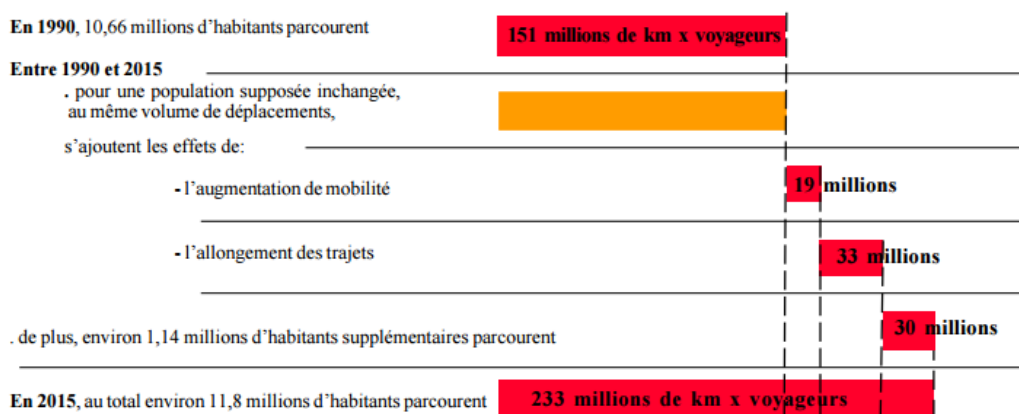 En 1990, 10,66 millions d’habitants parcourent 151 millions de km x voyageurs
Entre 1990 et 2015
. pour une population supposée inchangée,
au même volume de déplacements,
s’ajoutent les effets de:
- l’augmentation de mobilité 19 millions
- l’allongement des trajets 33 millions
. de plus, environ 1,14 millions d’habitants supplémentaires parcourent 30 millions
En 2015, au total environ 11,8 millions d’habitants parcourent 233 millions de km x voyageurs